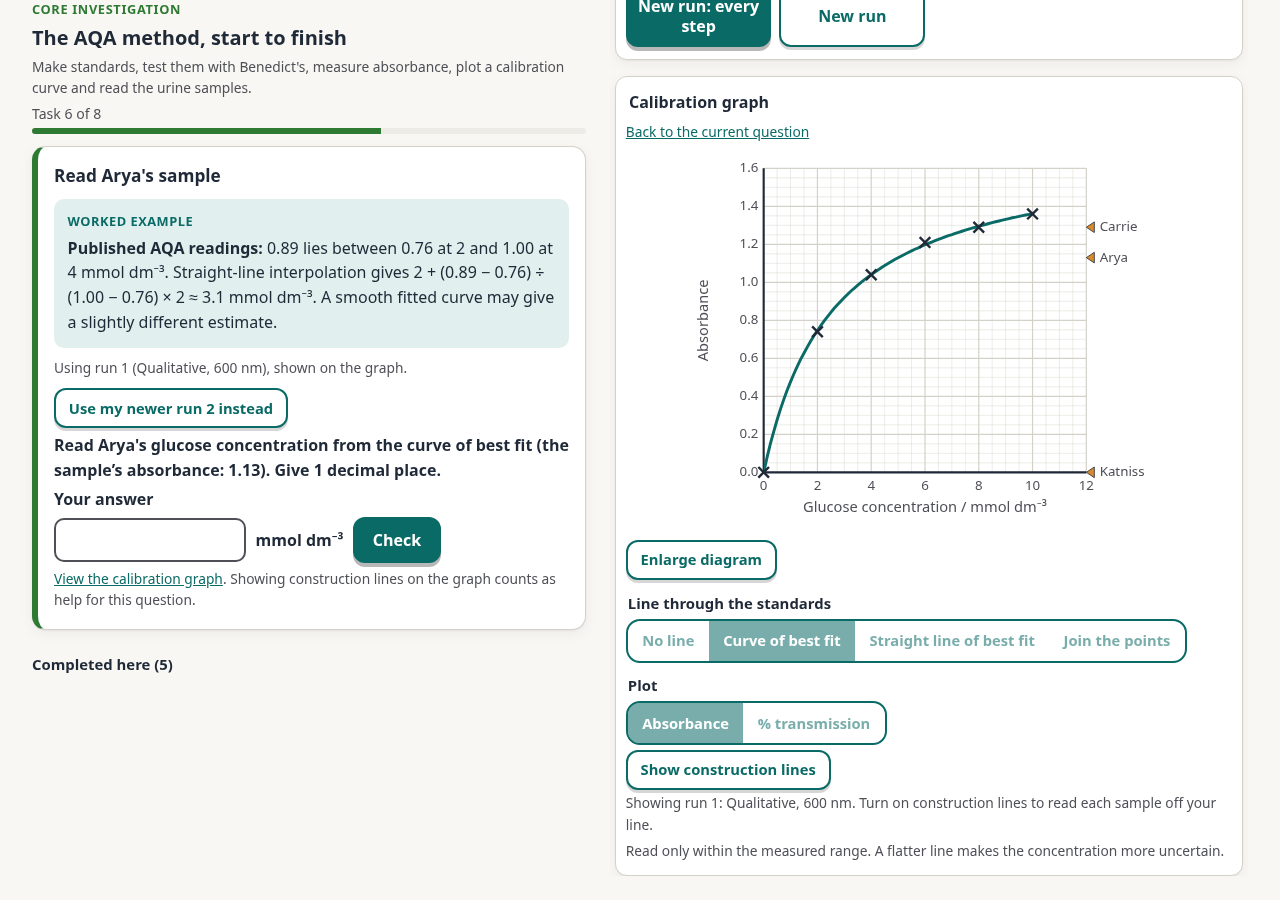 CORE INVESTIGATION
The AQA method, start to finish
Make standards, test them with Benedict's, measure absorbance, plot a calibration
curve and read the urine samples.
Task 6 of 8
Read Arya's sample
WORKED EXAMPLE
Published AQA readings: 0.89 lies between 0.76 at 2 and 1.00 at
4 mmol dm⁻³. Straight-line interpolation gives 2 + (0.89 − 0.76) ÷
(1.00 − 0.76) × 2 ≈ 3.1 mmol dm⁻³. A smooth fitted curve may give
a slightly different estimate.
Using run 1 (Qualitative, 600 nm), shown on the graph.
Use my newer run 2 instead
Read Arya's glucose concentration from the curve of best fit (the
sample’s absorbance: 1.13). Give 1 decimal place.
Your answer
mmol dm⁻³
Check
View the calibration graph. Showing construction lines on the graph counts as
help for this question.
Completed here (5)
New run: every
step
New run
Calibration graph
Back to the current question
1.6
1.4
1.2
1.0
0.8
0.6
0.4
0.2
0.0
Absorbance
Carrie
Arya
Katniss
0 2 4 6 8 10 12
Glucose concentration / mmol dm⁻³
Enlarge diagram
Line through the standards
No line
Curve of best fit
Straight line of best fit
Join the points
Plot
Absorbance
% transmission
Show construction lines
Showing run 1: Qualitative, 600 nm. Turn on construction lines to read each sample off your
line.
Read only within the measured range. A flatter line makes the concentration more uncertain.